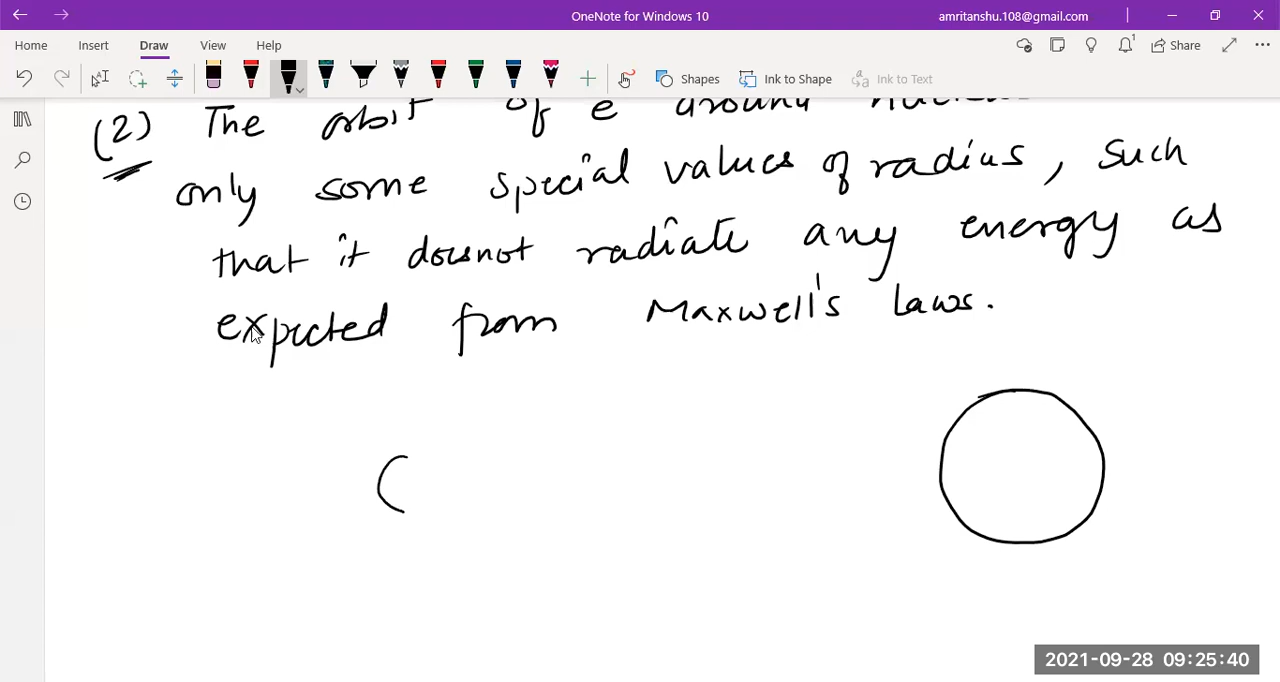 OneNote for Windows 10
amritanshu.108@gmail.com
Home Insert Draw View Help
Share
Shapes Ink to Shape Ink to Text
(2) The orbit of e around
only some special values of radius, such
that it doesnot radiate any energy as
expected from Maxwell's laws.
(
2021-09-28 09:25:40